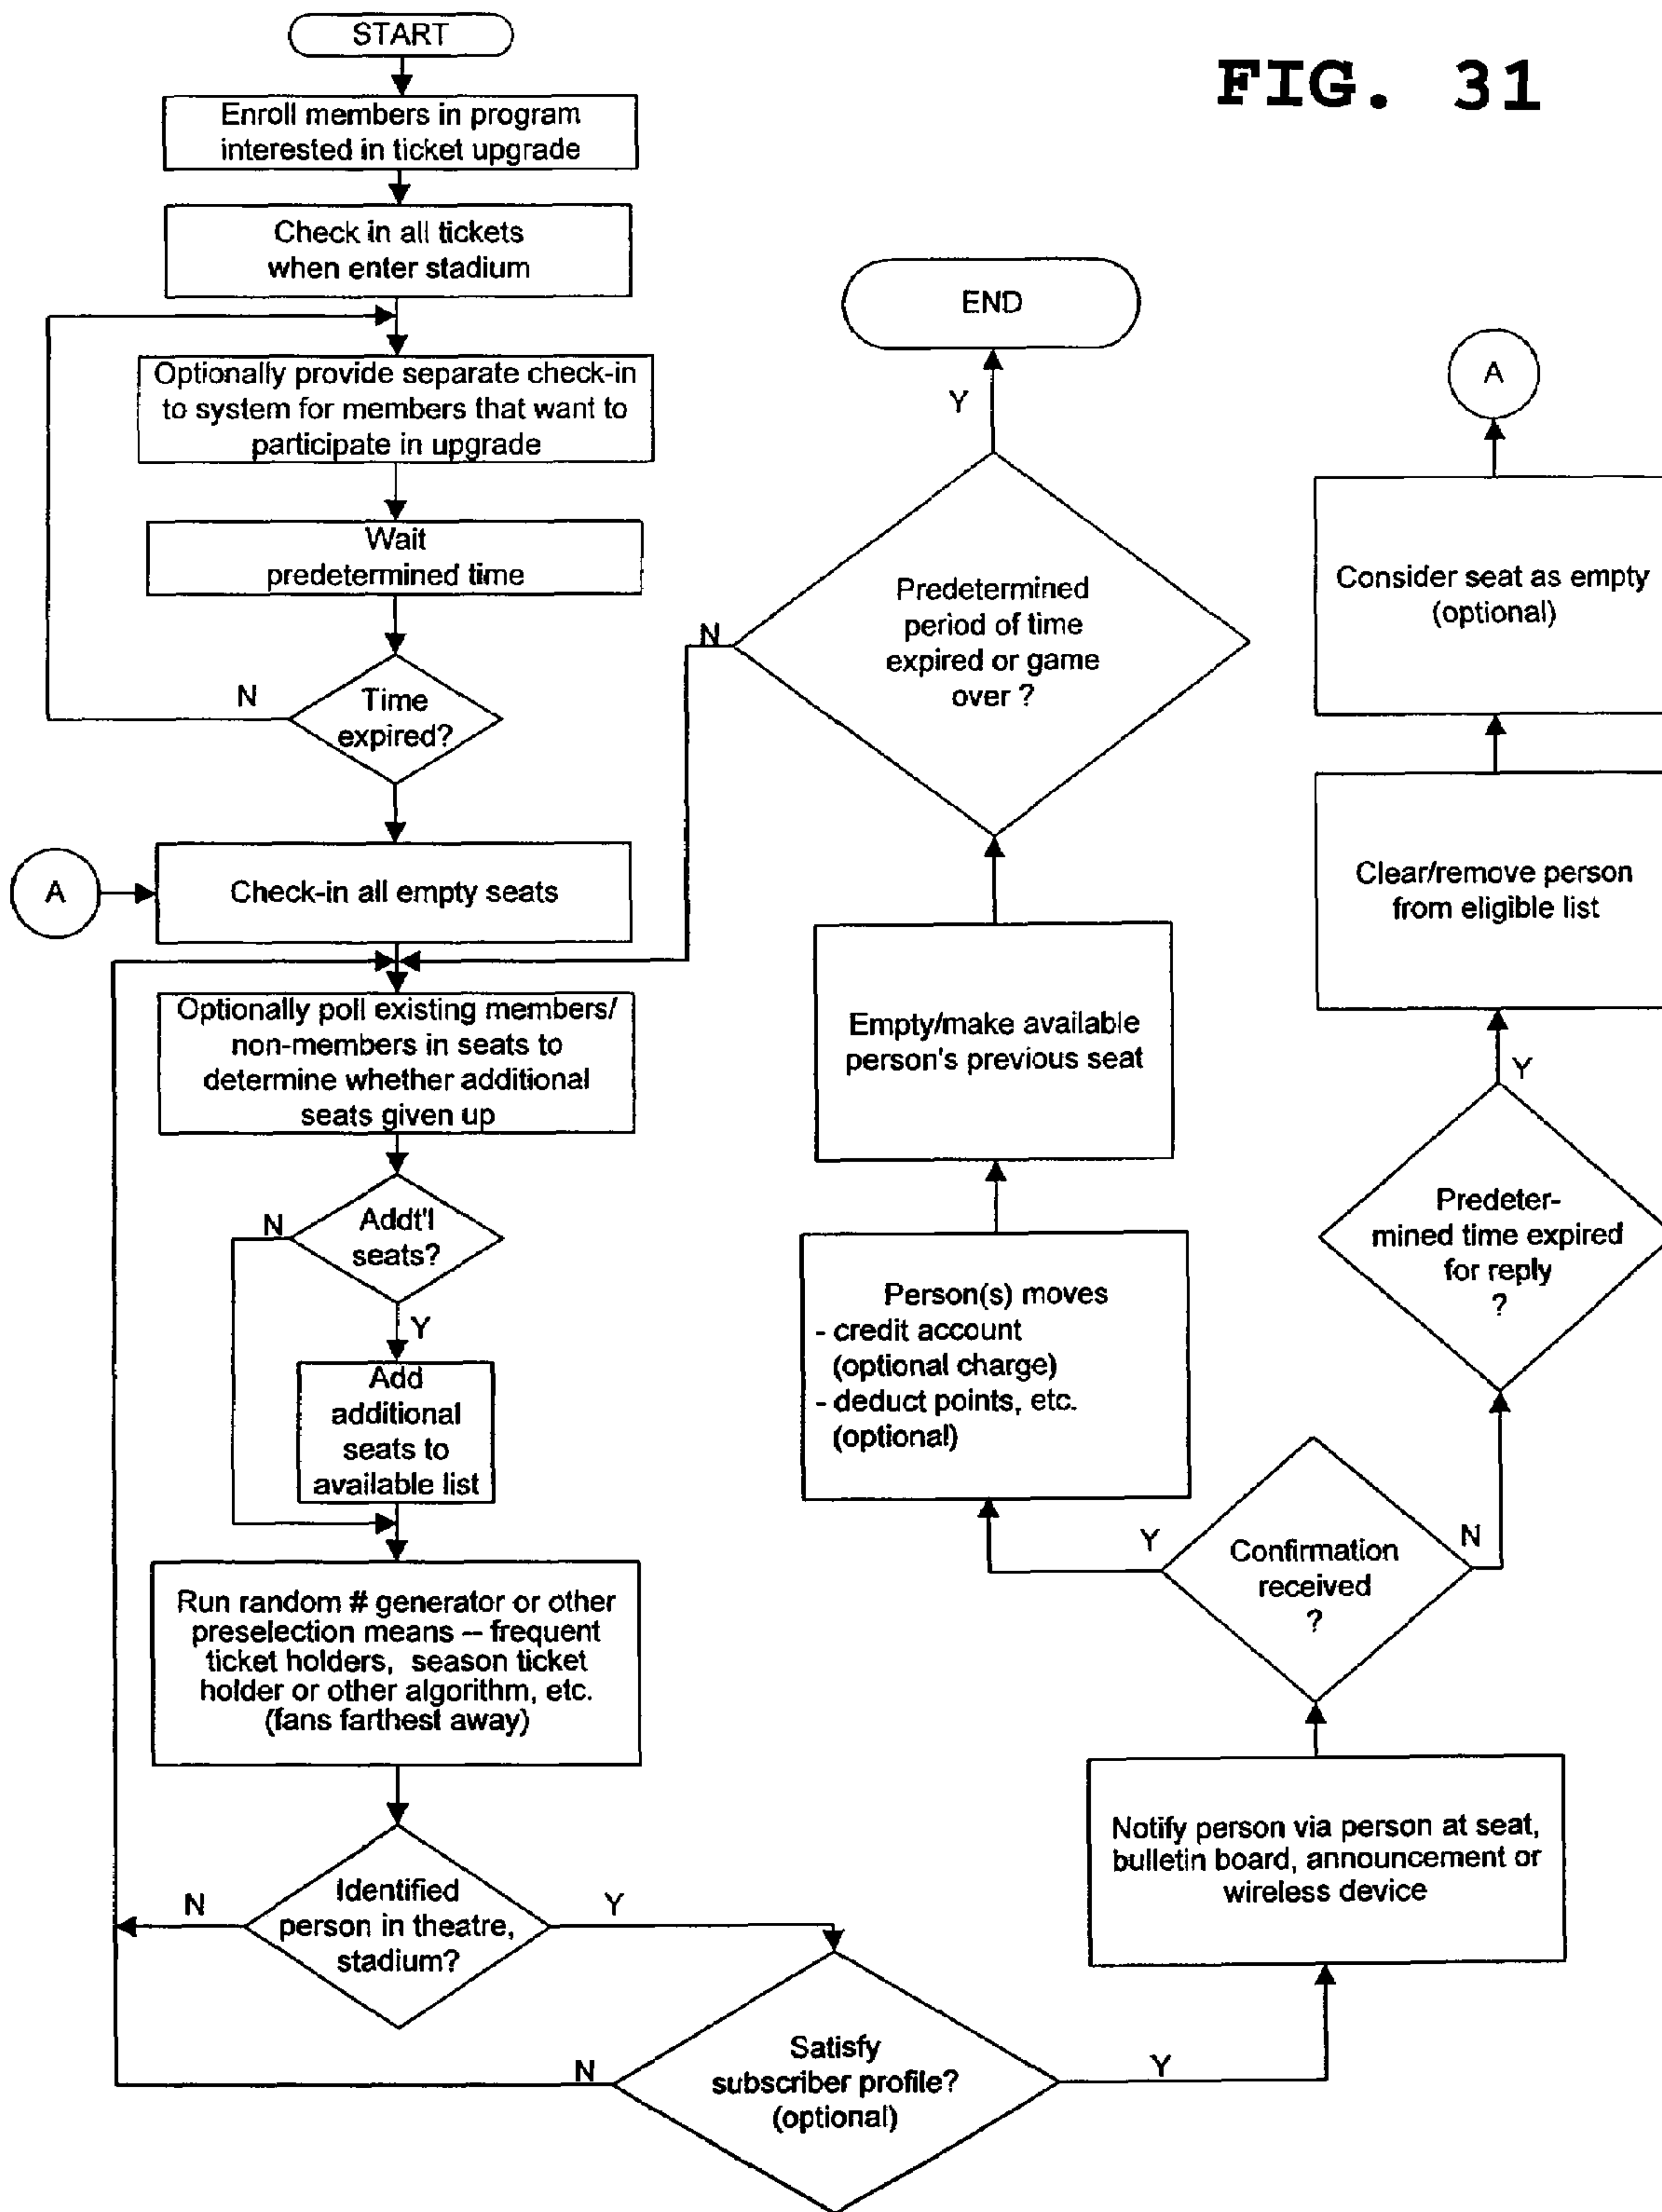 FIG. 31
START
Enroll members in program
interested in ticket upgrade
Check in all tickets
when enter stadium
Optionally provide separate check-in
to system for members that want to
participate in upgrade
Wait
predetermined time
N
Time
expired?
A
Check-in all empty seats
Optionally poll existing members/
non-members in seats to
determine whether additional
seats given up
N
Addt'l
seats?
Y
Add
additional
seats to
available list
Run random # generator or other
preselection means – frequent
ticket holders, season ticket
holder or other algorithm, etc.
(fans farthest away)
N
Identified
person in theatre,
stadium?
Y
N
Satisfy
subscriber profile?
(optional)
Y
Notify person via person at seat,
bulletin board, announcement or
wireless device
Y
Confirmation
received
?
N
Person(s) moves
- credit account
(optional charge)
- deduct points, etc.
(optional)
Empty/make available
person's previous seat
N
Predetermined
period of time
expired or game
over ?
Y
END
Predeter-
mined time expired
for reply
?
Y
Clear/remove person
from eligible list
Consider seat as empty
(optional)
A